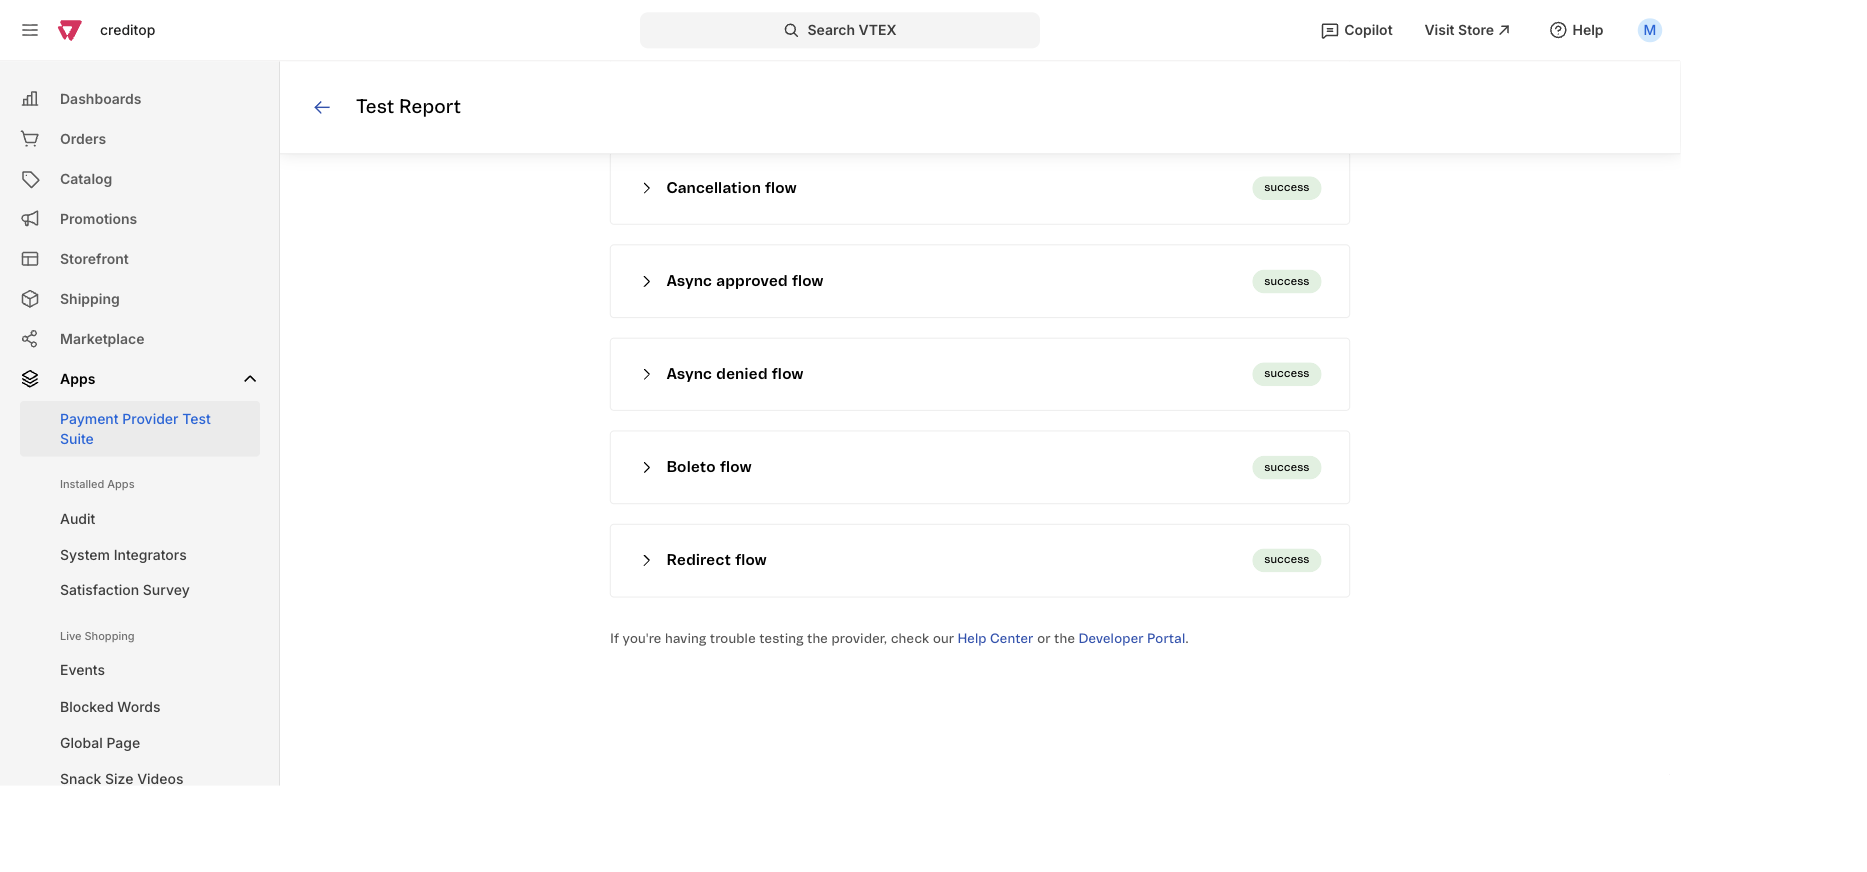 creditop
Search VTEX
Copilot
Visit Store
Help
M
Test Report
Dashboards
Orders
Catalog
Promotions
Storefront
Shipping
Marketplace
Apps
Payment Provider Test
Suite
Installed Apps
Audit
System Integrators
Satisfaction Survey
Live Shopping
Events
Blocked Words
Global Page
Snack Size Videos
Cancellation flow success
Async approved flow success
Async denied flow success
Boleto flow success
Redirect flow success
If you're having trouble testing the provider, check our Help Center or the Developer Portal.